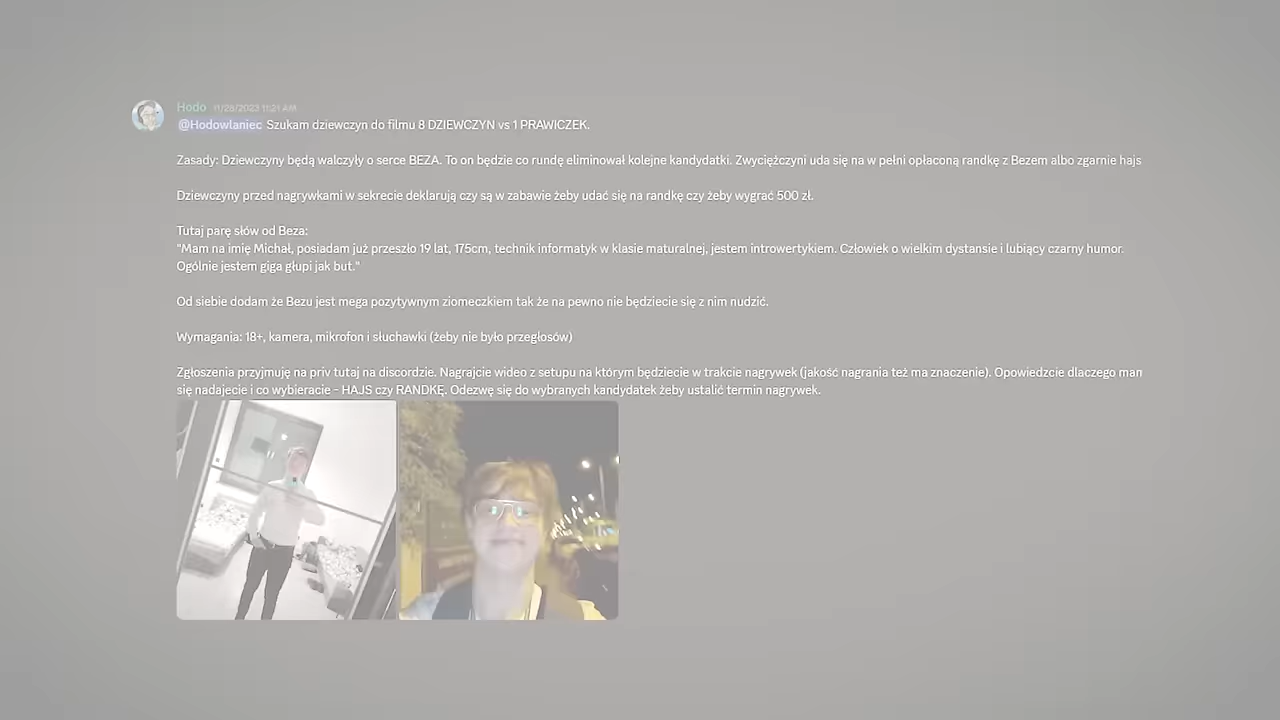 Hodo 11/26/2023 11:21 AM
@Hodowlaniec Szukam dziewczyn do filmu 8 DZIEWCZYN vs 1 PRAWICZEK.
Zasady: Dziewczyny będą walczyły o serce BEZA. To on będzie co rundę eliminował kolejne kandydatki. Zwyciężczyni uda się na w pełni opłaconą randkę z Bezem albo zgarnie hajs
Dziewczyny przed nagrywkami w sekrecie deklarują czy są w zabawie żeby udać się na randkę czy żeby wygrać 500 zł.
Tutaj parę słów od Beza:
"Mam na imię Michał, posiadam już przeszło 19 lat, 175cm, technik informatyk w klasie maturalnej, jestem introwertykiem. Człowiek o wielkim dystansie i lubiący czarny humor.
Ogólnie jestem giga głupi jak but."
Od siebie dodam że Bezu jest mega pozytywnym ziomeczkiem tak że na pewno nie będziecie się z nim nudzić.
Wymagania: 18+, kamera, mikrofon i słuchawki (żeby nie było przegłosów)
Zgłoszenia przyjmuję na priv tutaj na discordzie. Nagrajcie wideo z setupu na którym będziecie w trakcie nagrywek (jakość nagrania też ma znaczenie). Opowiedzcie dlaczego man
się nadajecie i co wybieracie - HAJS czy RANDKĘ. Odezwę się do wybranych kandydatek żeby ustalić termin nagrywek.